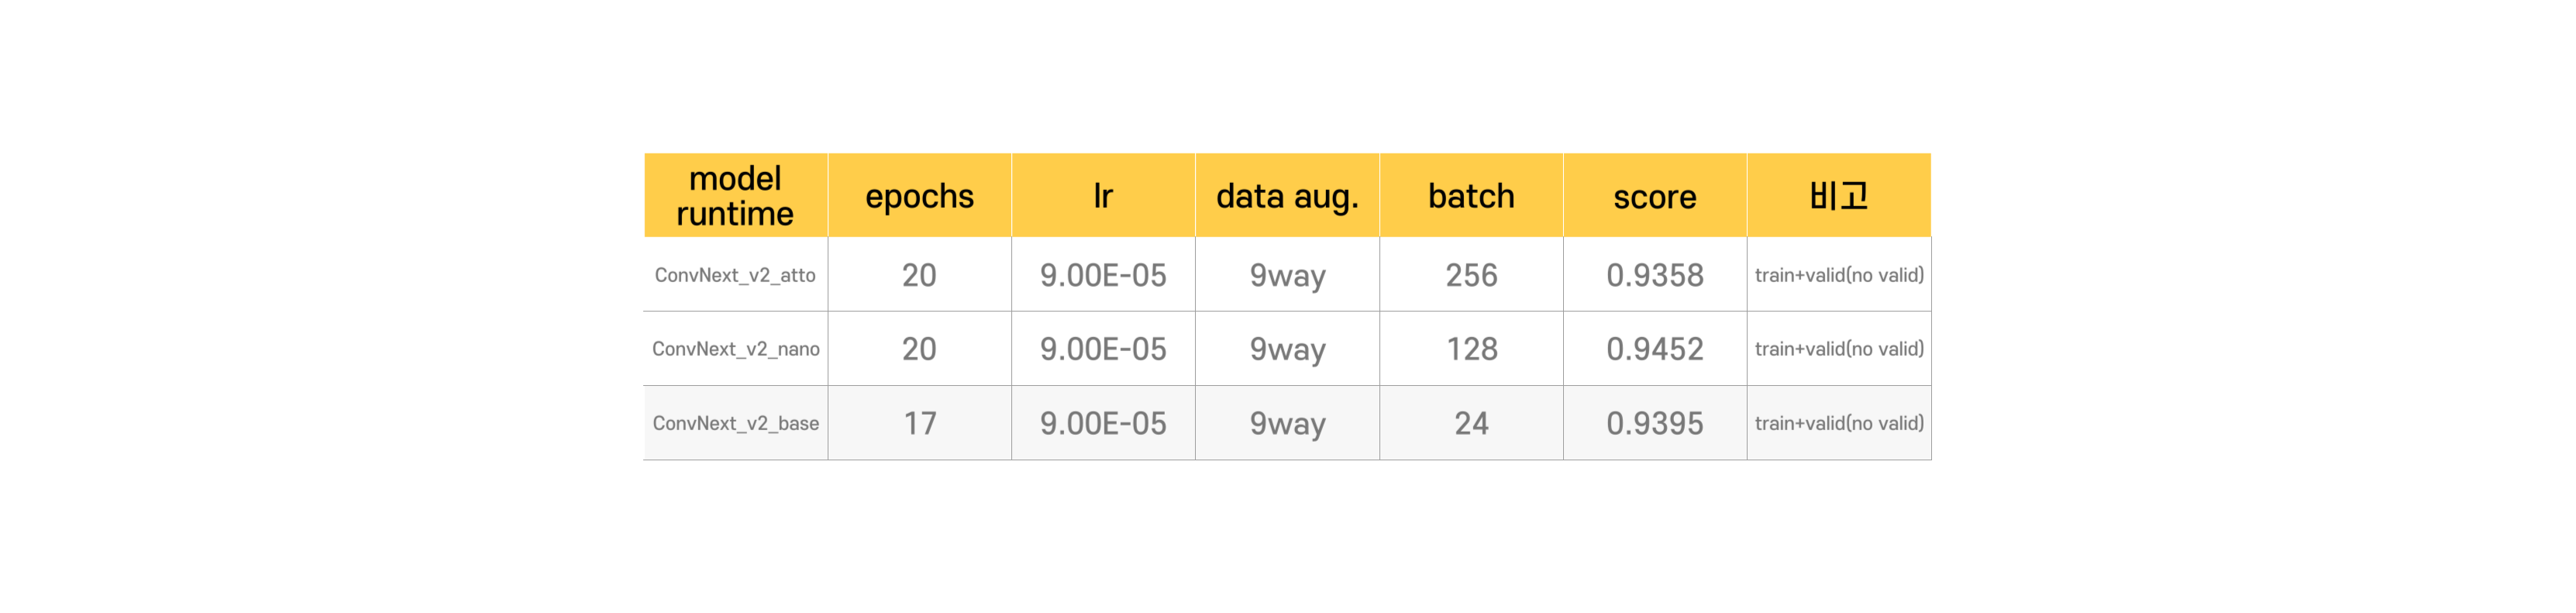 model runtime epochs lr data aug. batch score 비고
ConvNext_v2_atto 20 9.00E-05 9way 256 0.9358 train+valid(no valid)
ConvNext_v2_nano 20 9.00E-05 9way 128 0.9452 train+valid(no valid)
ConvNext_v2_base 17 9.00E-05 9way 24 0.9395 train+valid(no valid)